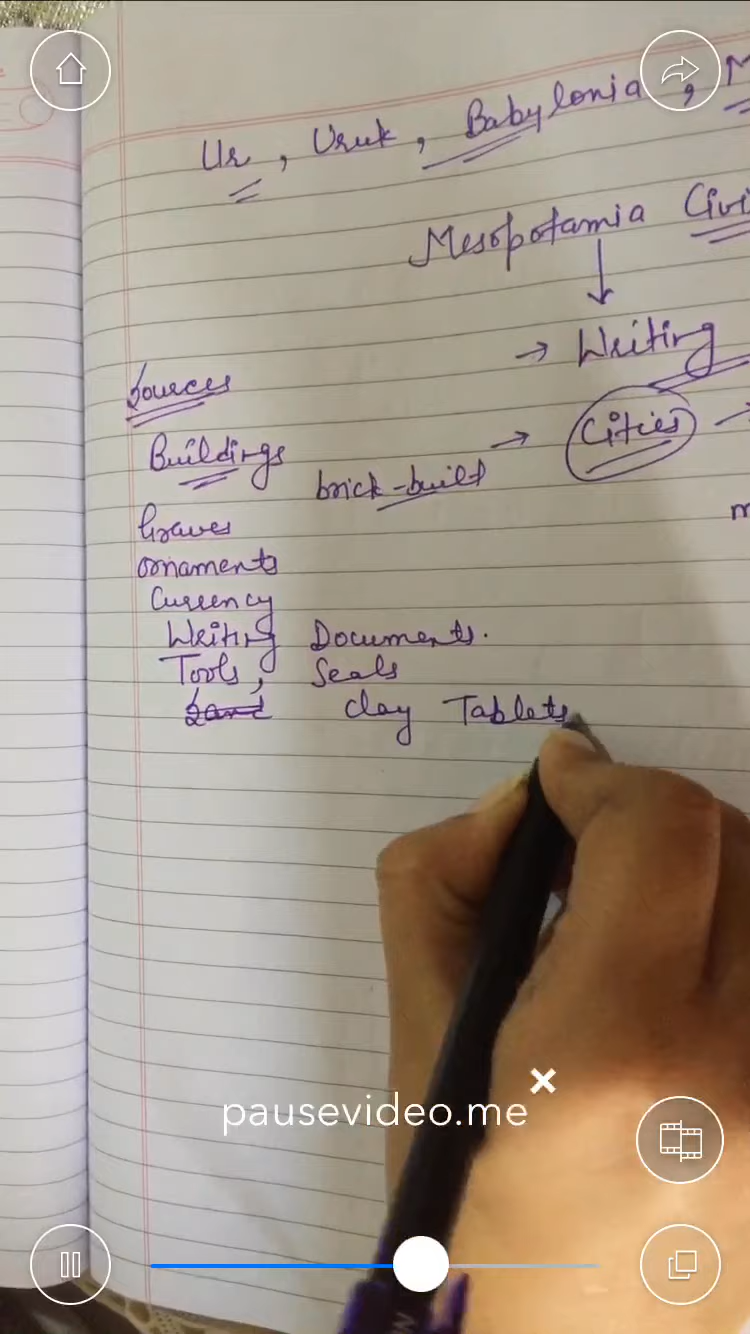 Ur, Uruk, Babylonia, M
Mesopotamia Civi
→ Writing
Sources
Buildings brick-built → Cities →
Graves
ornaments
Currency
Writing Documents.
Tools, Seals
clay Tablets
pausevideo.me